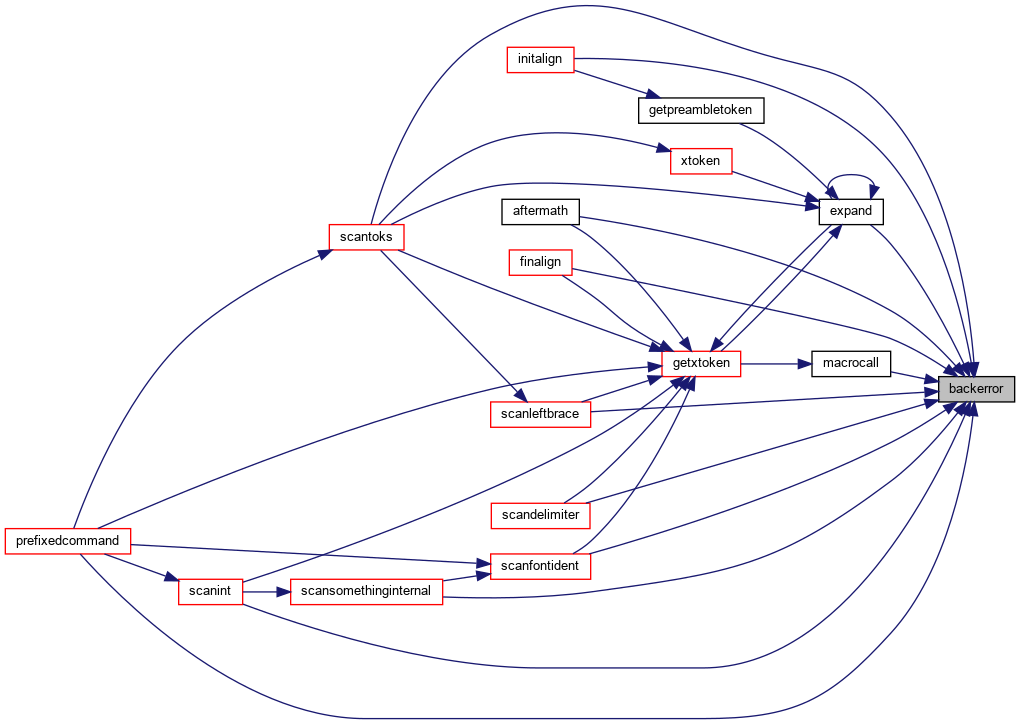 initalign
getpreambletoken
xtoken
aftermath
expand
scantoks
finalign
getxtoken
macrocall
backerror
scanleftbrace
scandelimiter
prefixedcommand
scanfontident
scanint
scansomethinginternal